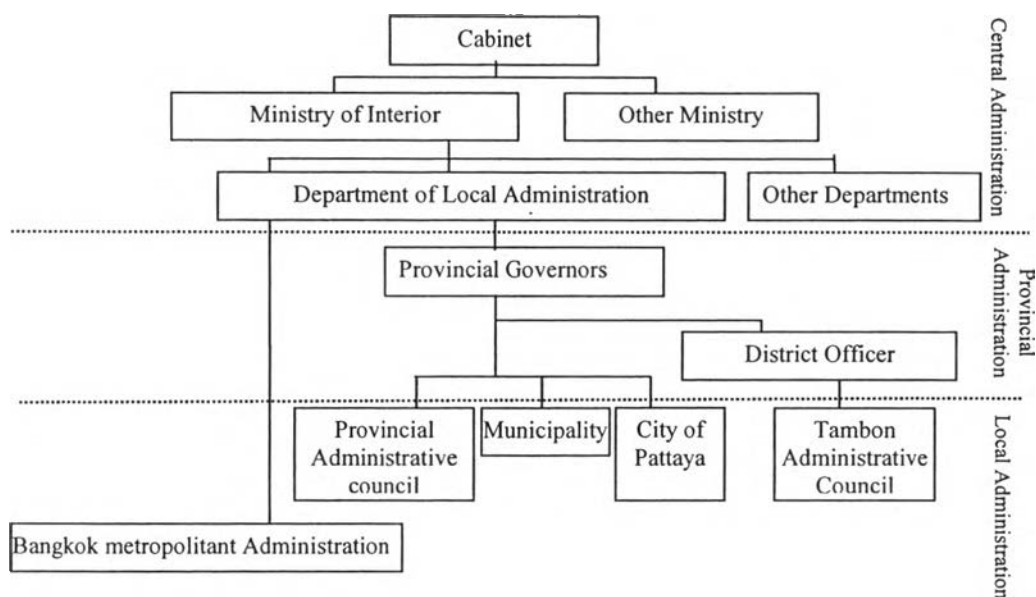 Cabinet
Central Administration
Ministry of Interior
Other Ministry
Department of Local Administration
Other Departments
Provincial Governors
Provincial
Administration
District Officer
Provincial
Administrative
council
Municipality
City of
Pattaya
Tambon
Administrative
Council
Local Administration
Bangkok metropolitant Administration